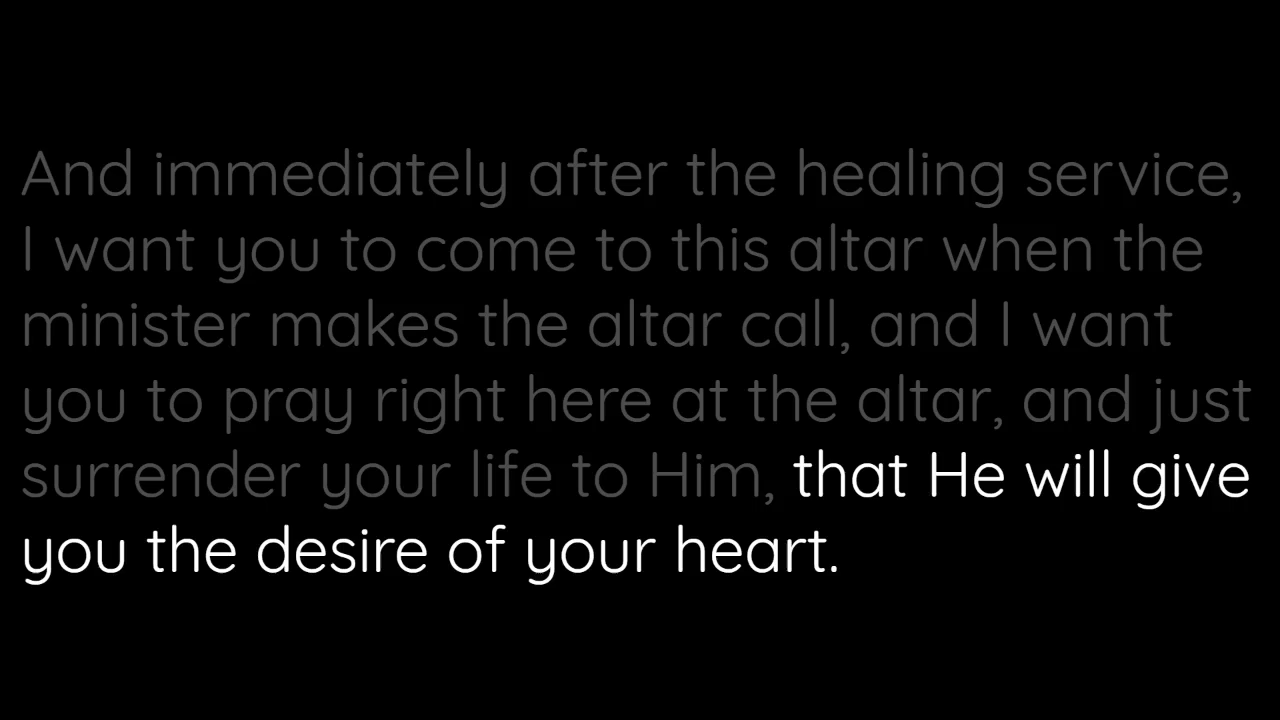 And immediately after the healing service,
I want you to come to this altar when the
minister makes the altar call, and I want
you to pray right here at the altar, and just
surrender your life to Him, that He will give
you the desire of your heart.